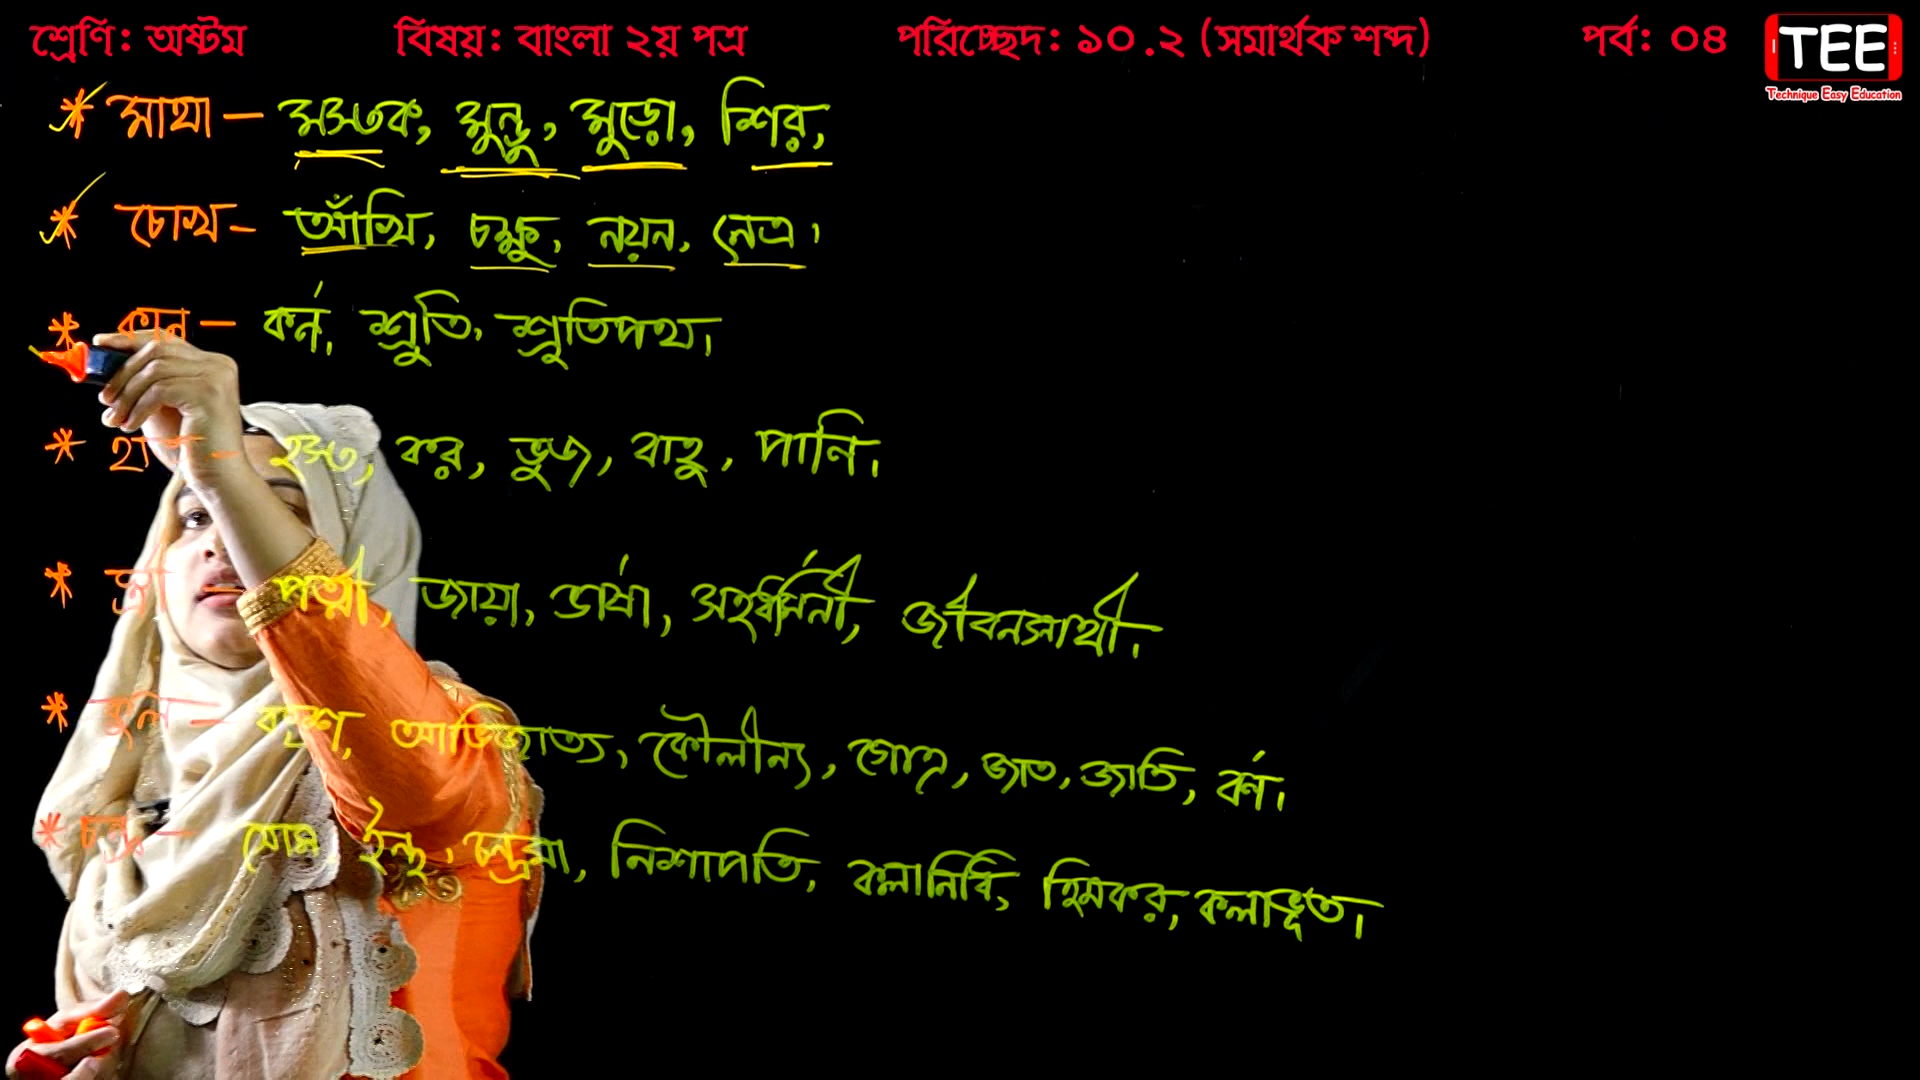 শ্রেণি: অষ্টম বিষয়: বাংলা ২য় পত্র পরিচ্ছেদ: ১০.২ (সমার্থক শব্দ) পর্ব: ০৪
TEE
Technique Easy Education
* মাথা – মস্তক, মুন্ডু, মুড়ো, শির,
* চোখ – আঁখি, চক্ষু, নয়ন, নেত্র।
* কান – কর্ন, শ্রুতি, শ্রুতিপথ।
* হাত – হস্ত, কর, ভুজ, বাহু, পানি।
* স্ত্রী – পত্নী, জায়া, ভার্যা, সহধর্মিনী, জীবনসাথী।
* কুল – বংশ, আভিজাত্য, কৌলীন্য, গোত্র, জাত, জাতি, বর্ন।
* চন্দ্র – সোম, ইন্দু, চন্দ্রমা, নিশাপতি, কলানিধি, হিমকর, কলাভূত।